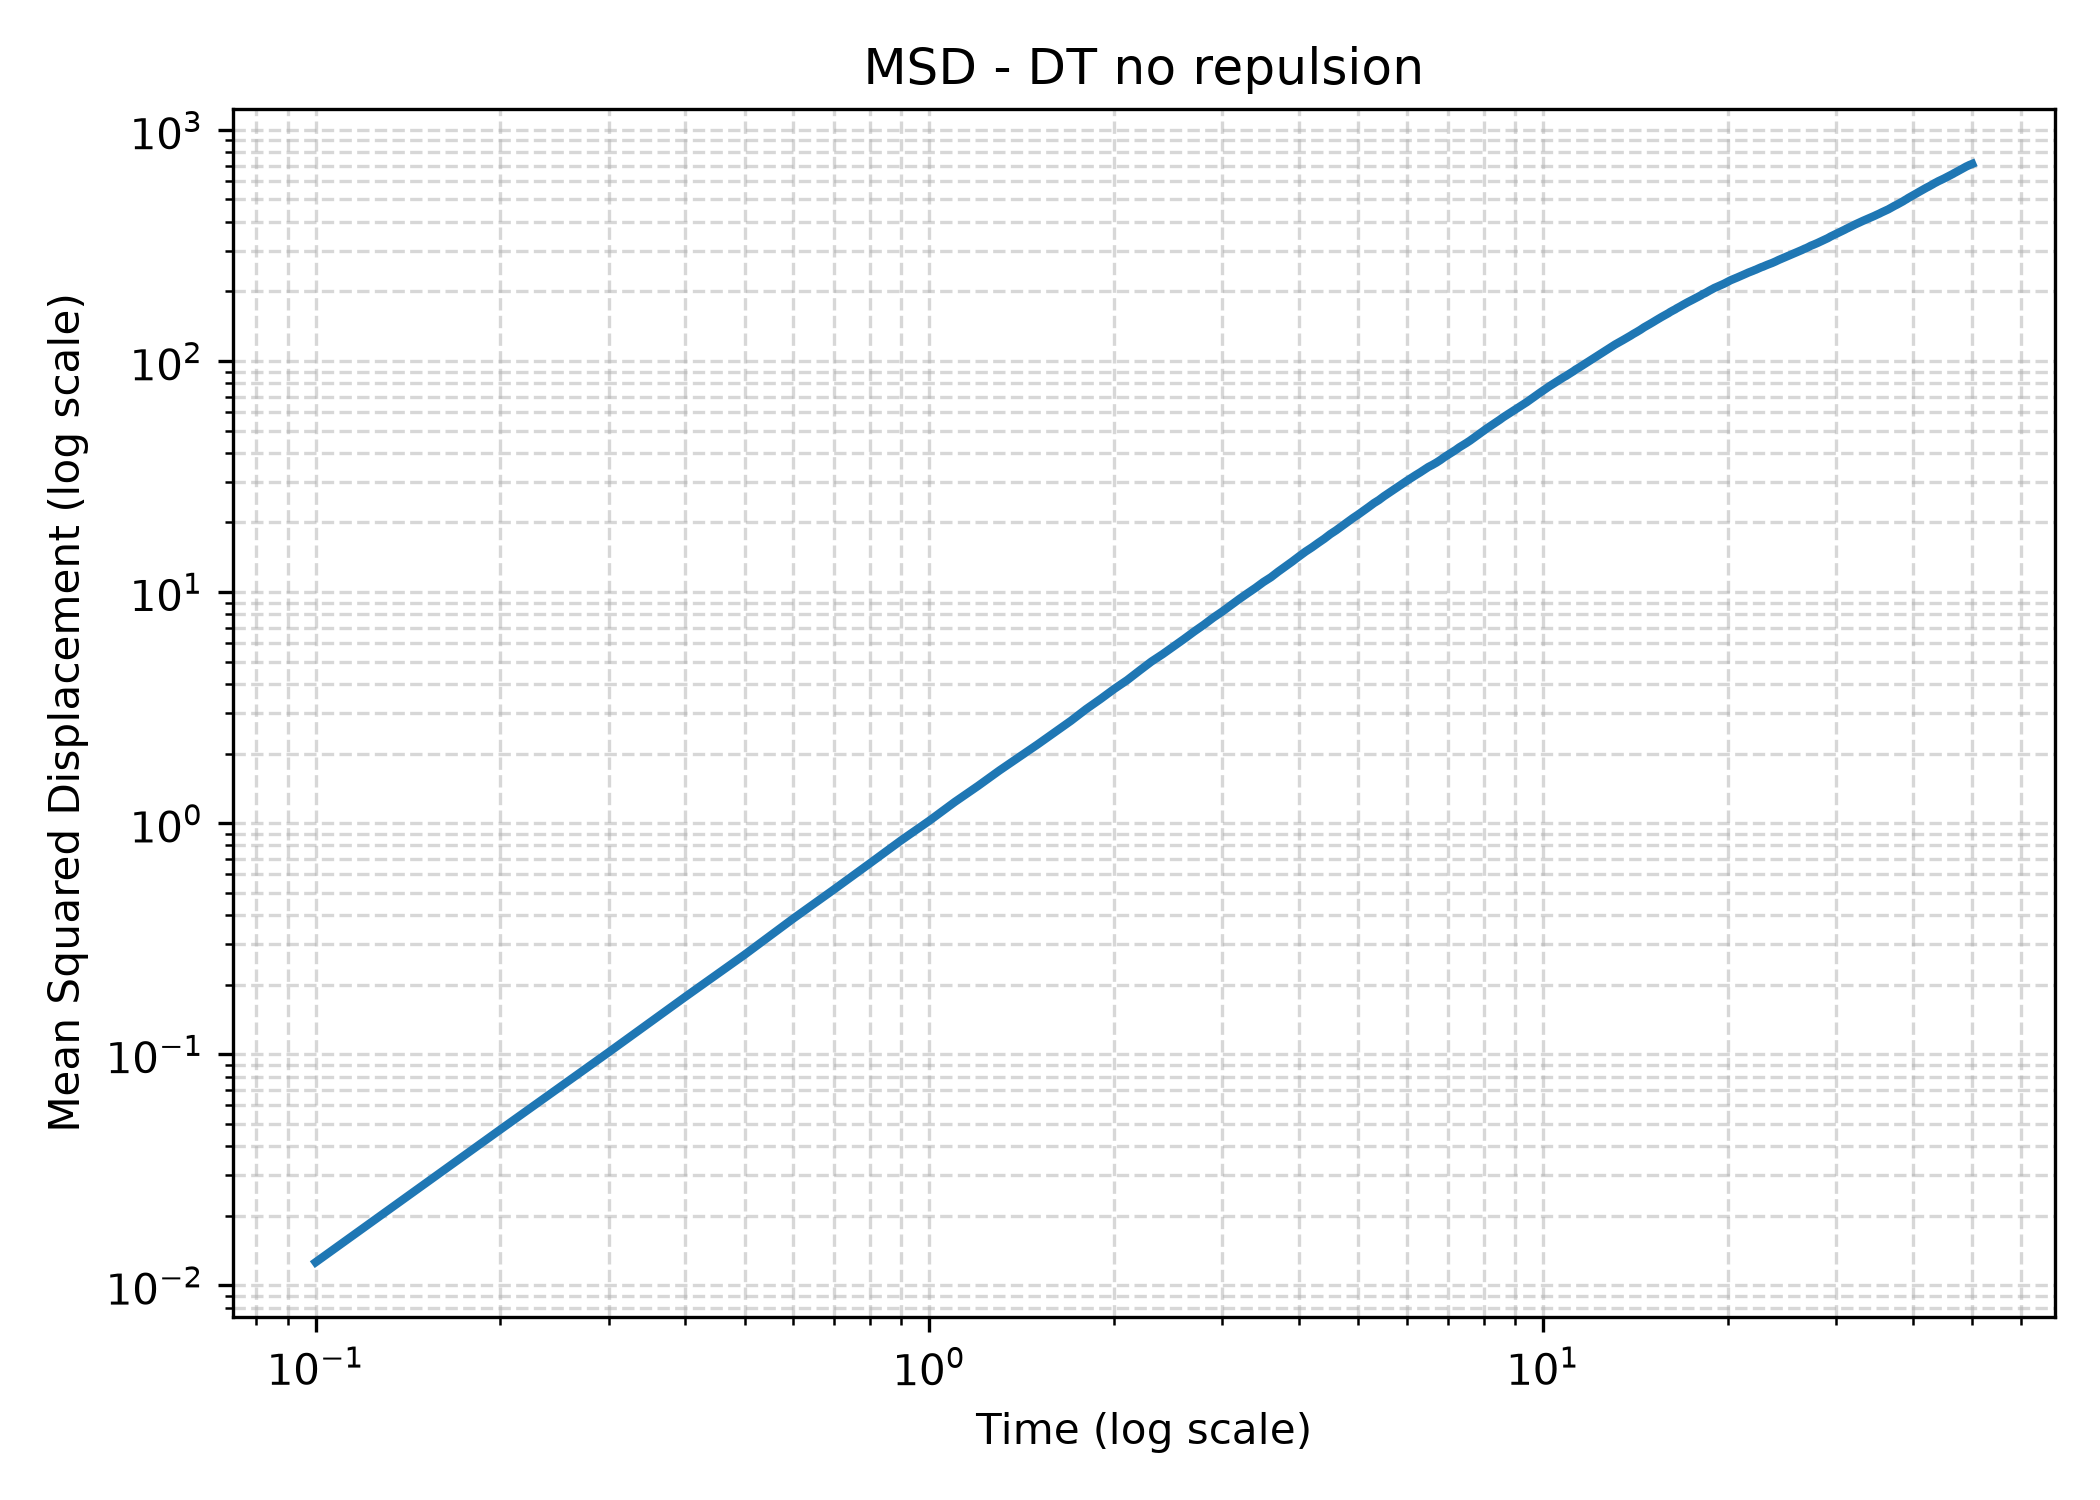 MSD - DT no repulsion
Mean Squared Displacement (log scale)
10³
10²
10¹
10⁰
10⁻¹
10⁻²
10⁻¹ 10⁰ 10¹
Time (log scale)